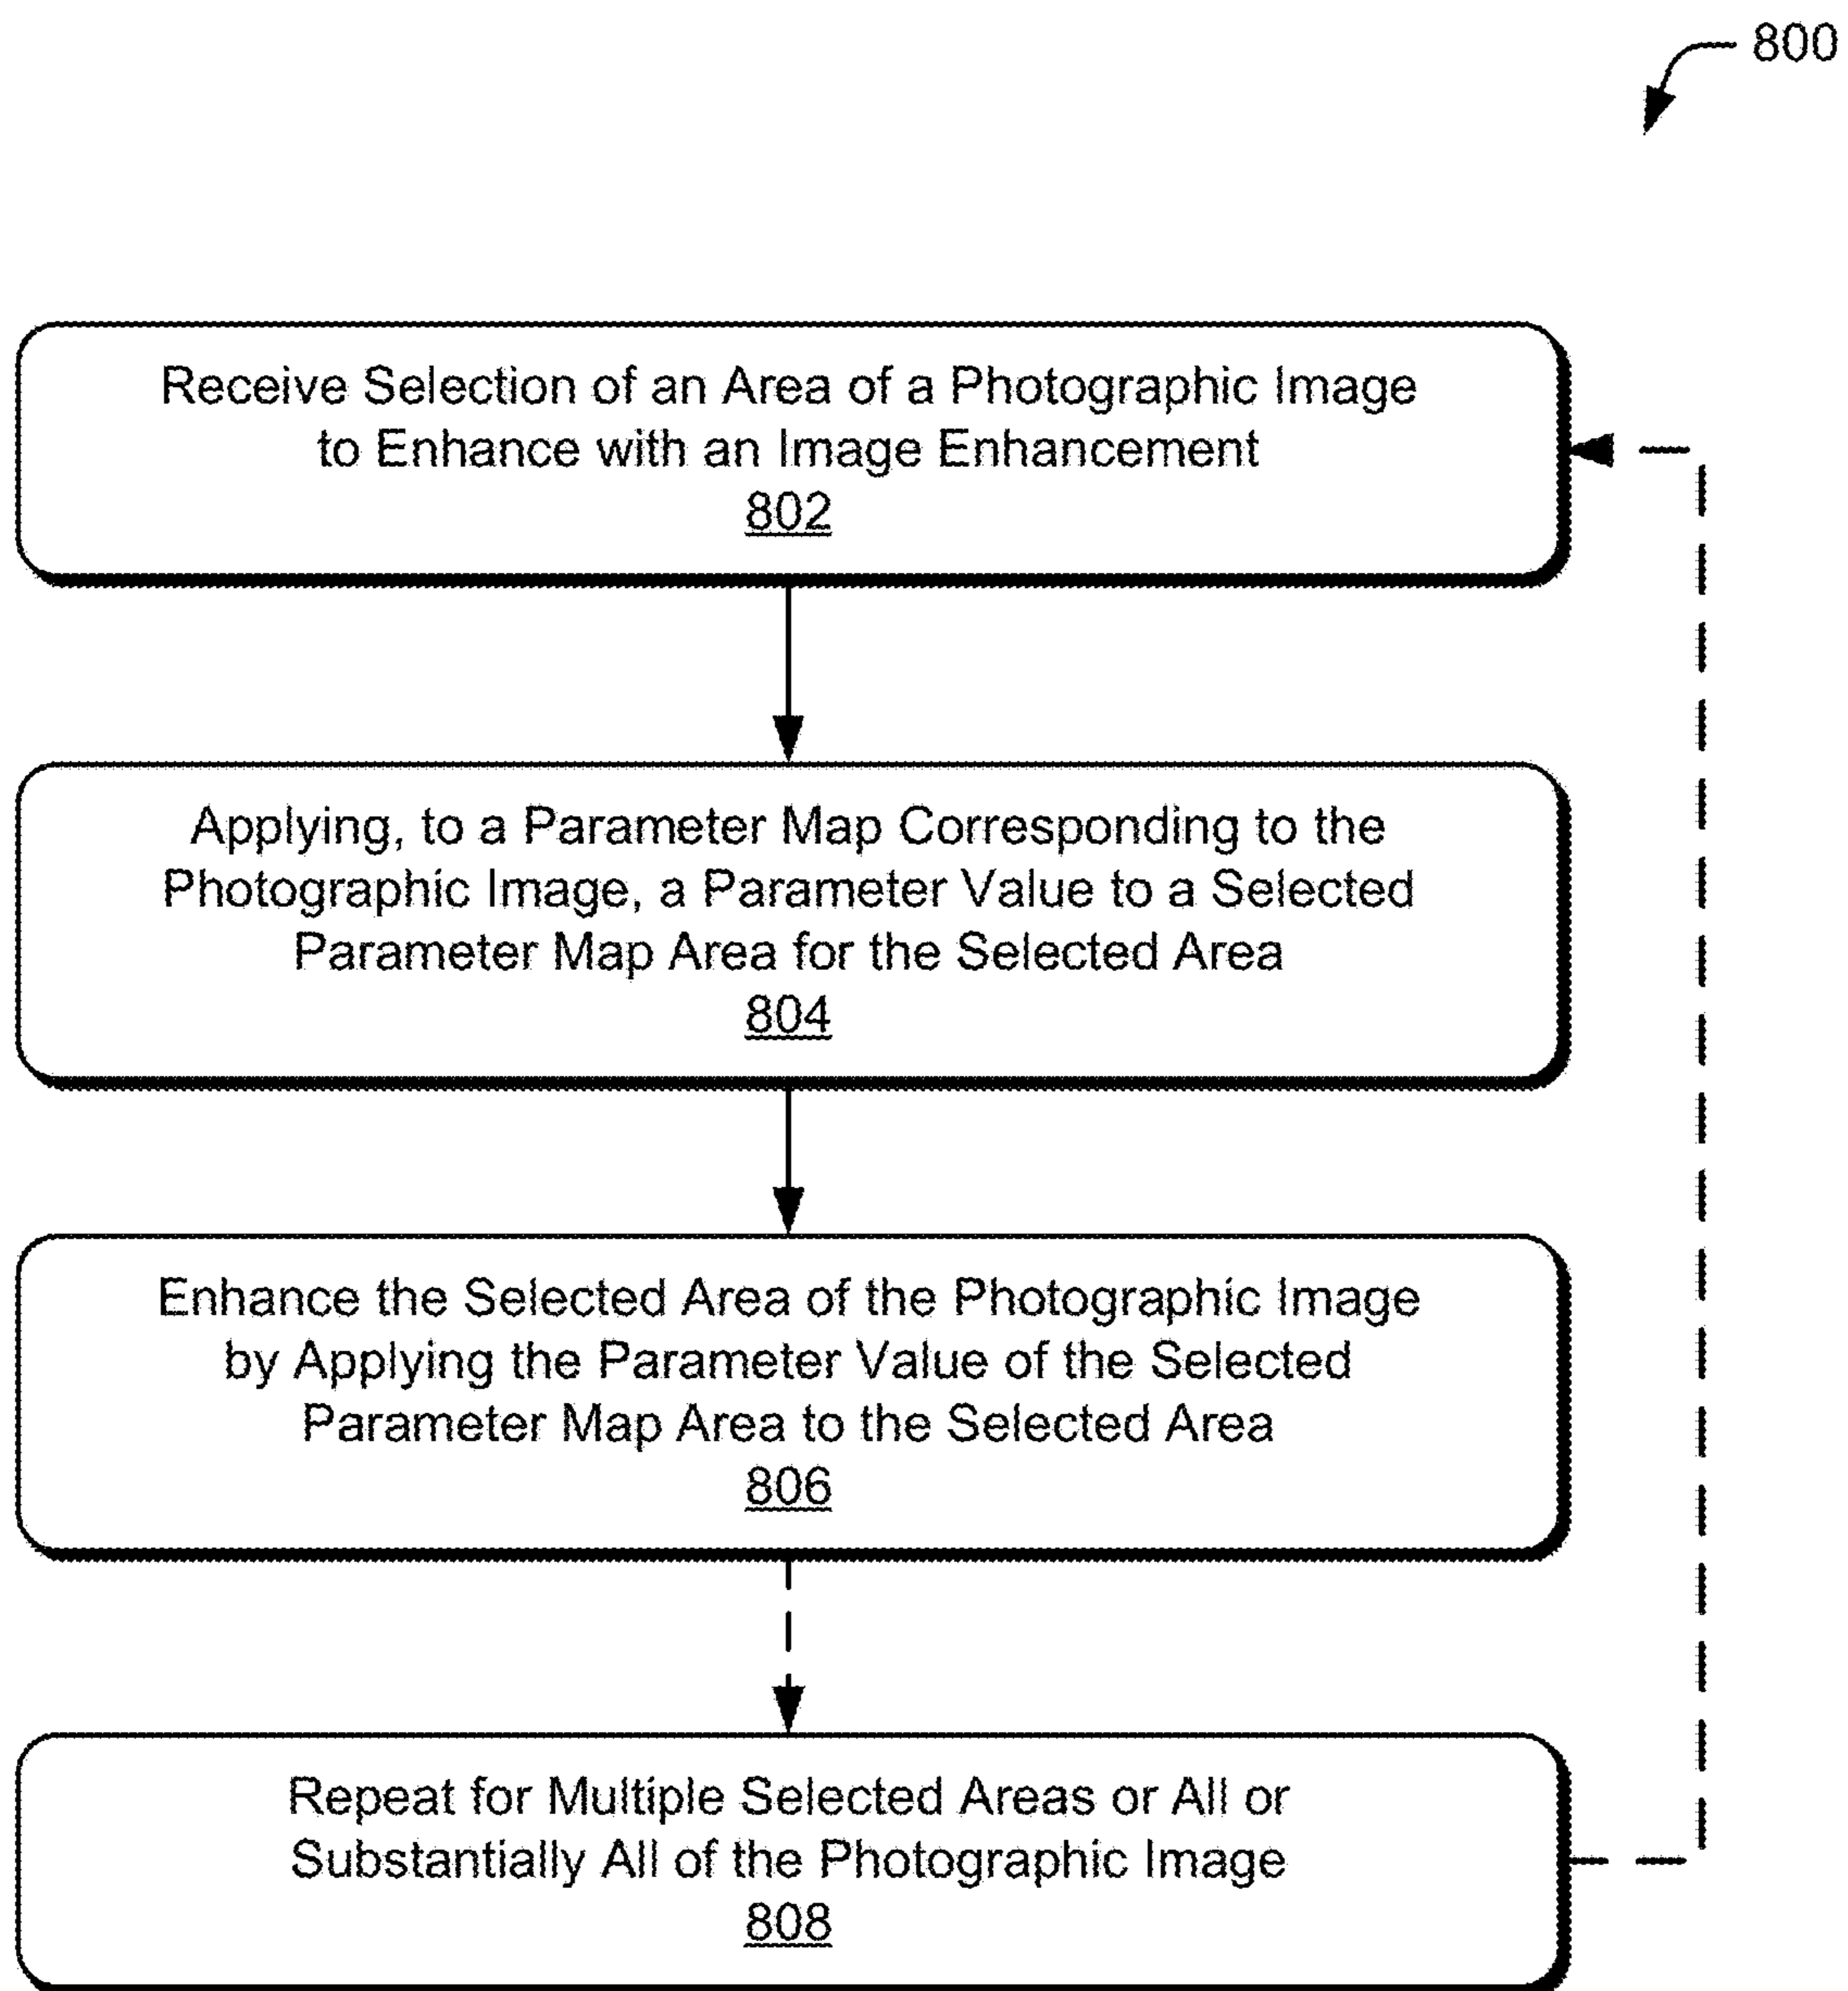 800
Receive Selection of an Area of a Photographic Image
to Enhance with an Image Enhancement
802
Applying, to a Parameter Map Corresponding to the
Photographic Image, a Parameter Value to a Selected
Parameter Map Area for the Selected Area
804
Enhance the Selected Area of the Photographic Image
by Applying the Parameter Value of the Selected
Parameter Map Area to the Selected Area
806
Repeat for Multiple Selected Areas or All or
Substantially All of the Photographic Image
808